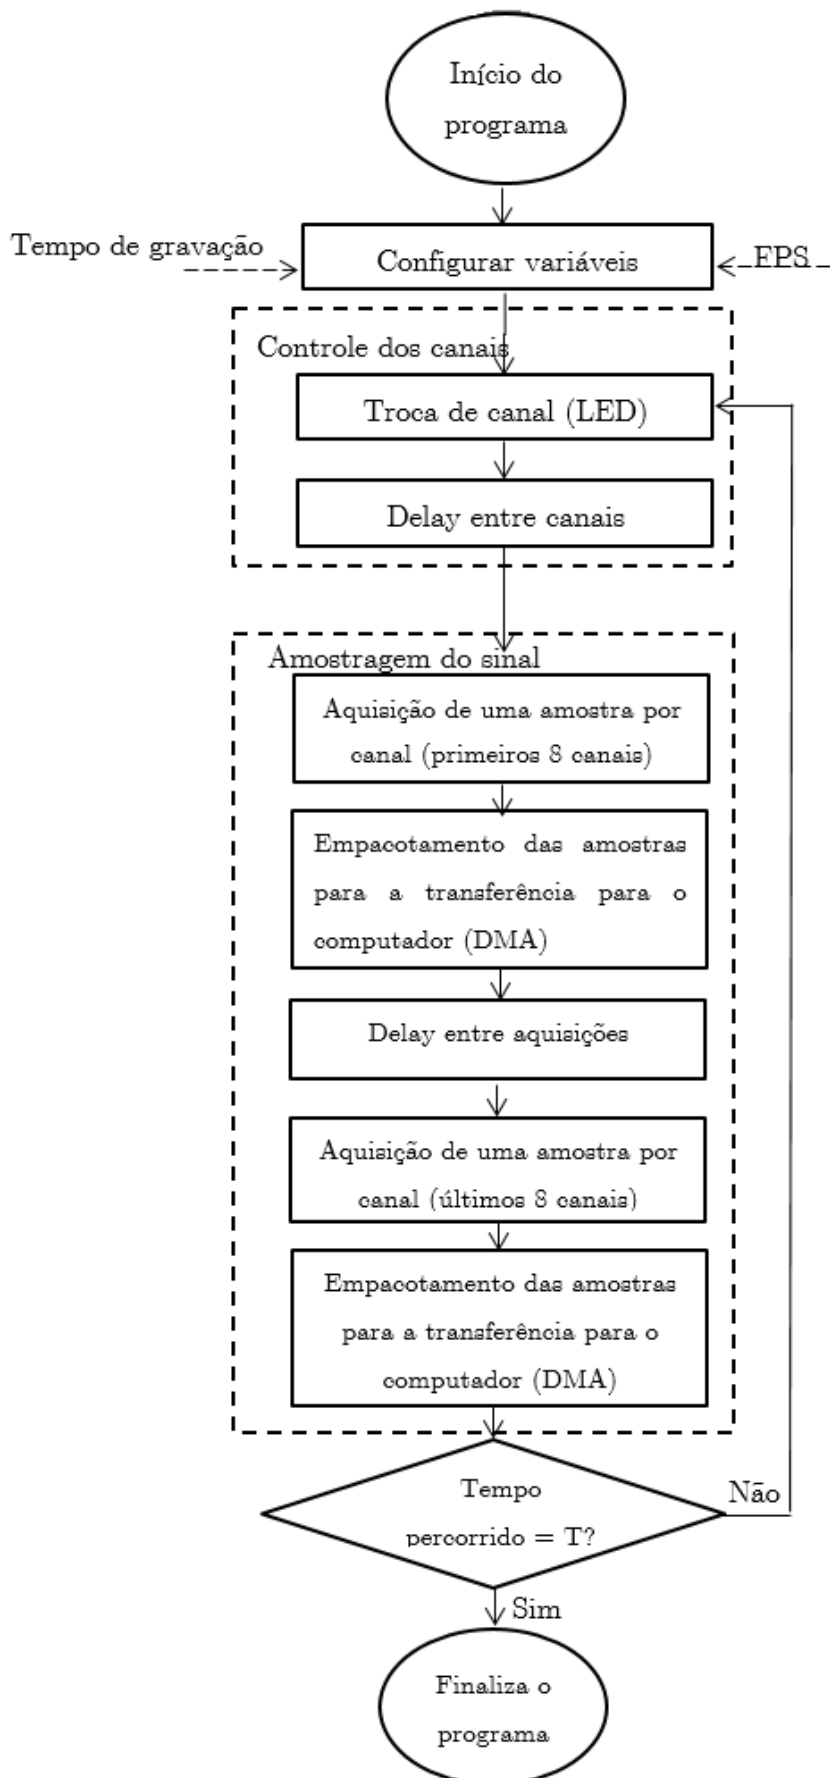 Início do
programa
Tempo de gravação
Configurar variáveis
EPS
Controle dos canais
Troca de canal (LED)
Delay entre canais
Amostragem do sinal
Aquisição de uma amostra por
canal (primeiros 8 canais)
Empacotamento das amostras
para a transferência para o
computador (DMA)
Delay entre aquisições
Aquisição de uma amostra por
canal (últimos 8 canais)
Empacotamento das amostras
para a transferência para o
computador (DMA)
Tempo
percorrido = T?
Não
Sim
Finaliza o
programa